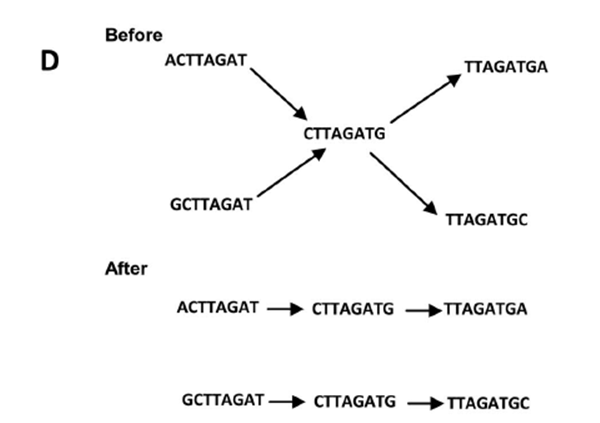 Before
D
ACTTAGAT
TTAGATGA
CTTAGATG
GCTTAGAT
TTAGATGC
After
ACTTAGAT CTTAGATG TTAGATGA
GCTTAGAT CTTAGATG TTAGATGC